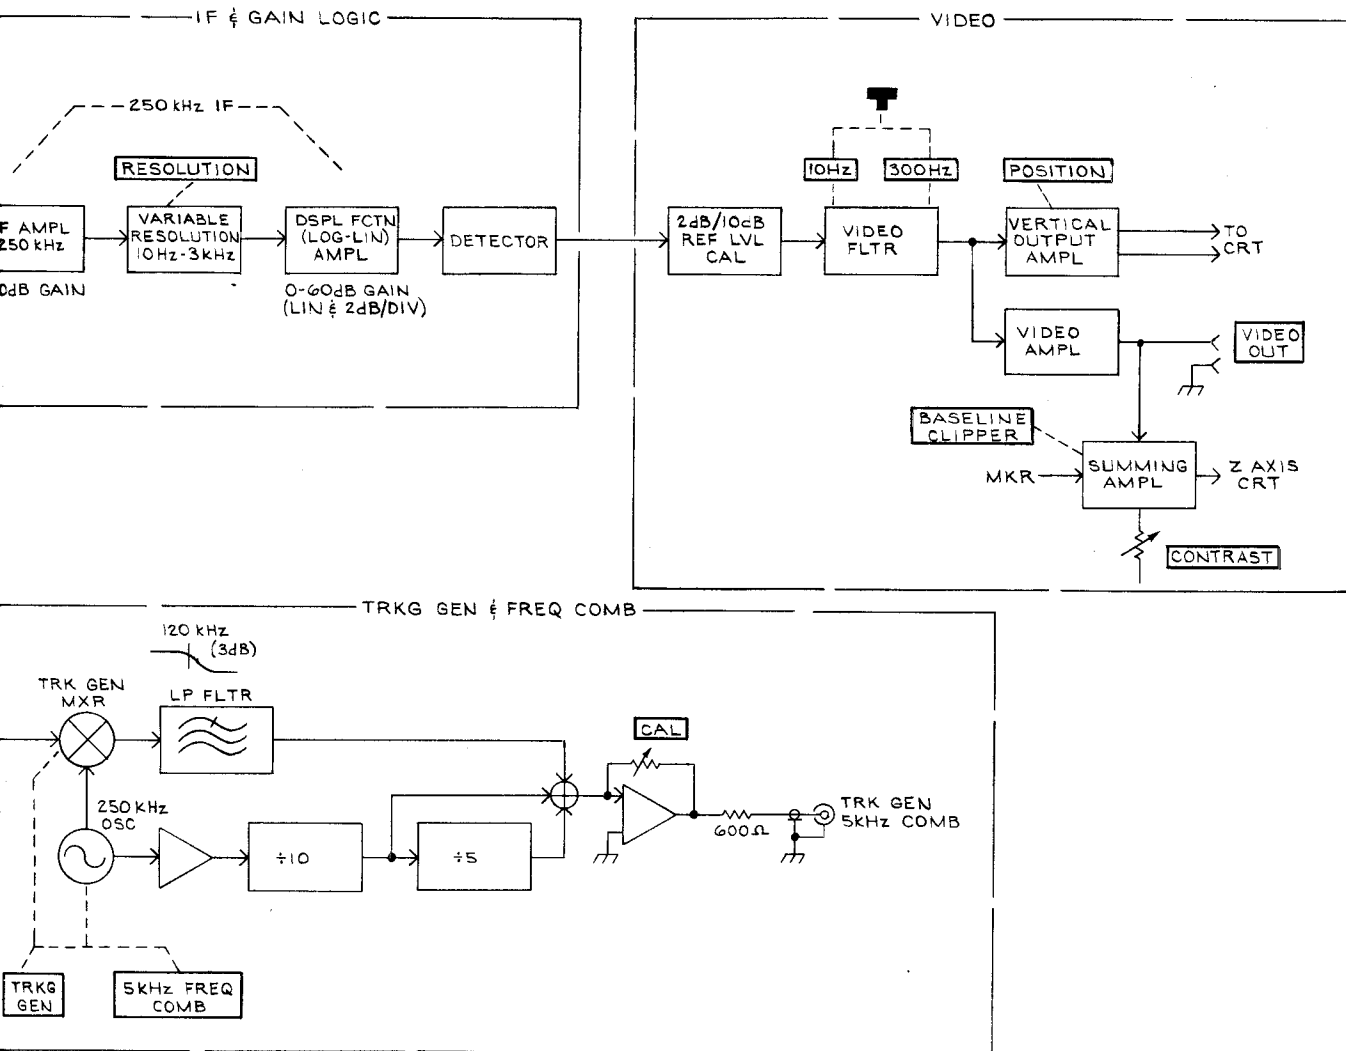 IF & GAIN LOGIC
VIDEO
250 kHz IF
RESOLUTION
10Hz
300Hz
POSITION
F AMPL
250 kHz
0dB GAIN
VARIABLE
RESOLUTION
10Hz-3kHz
DSPL FCTN
(LOG-LIN)
AMPL
0-60dB GAIN
(LIN & 2dB/DIV)
DETECTOR
2dB/10dB
REF LVL
CAL
VIDEO
FLTR
VERTICAL
OUTPUT
AMPL
TO
CRT
VIDEO
AMPL
VIDEO
OUT
BASELINE
CLIPPER
MKR
SUMMING
AMPL
Z AXIS
CRT
CONTRAST
TRKG GEN & FREQ COMB
120 kHz
(3dB)
TRK GEN
MXR
LP FLTR
CAL
250 kHz
OSC
÷10
÷5
600Ω
TRK GEN
5kHz COMB
TRKG
GEN
5kHz FREQ
COMB